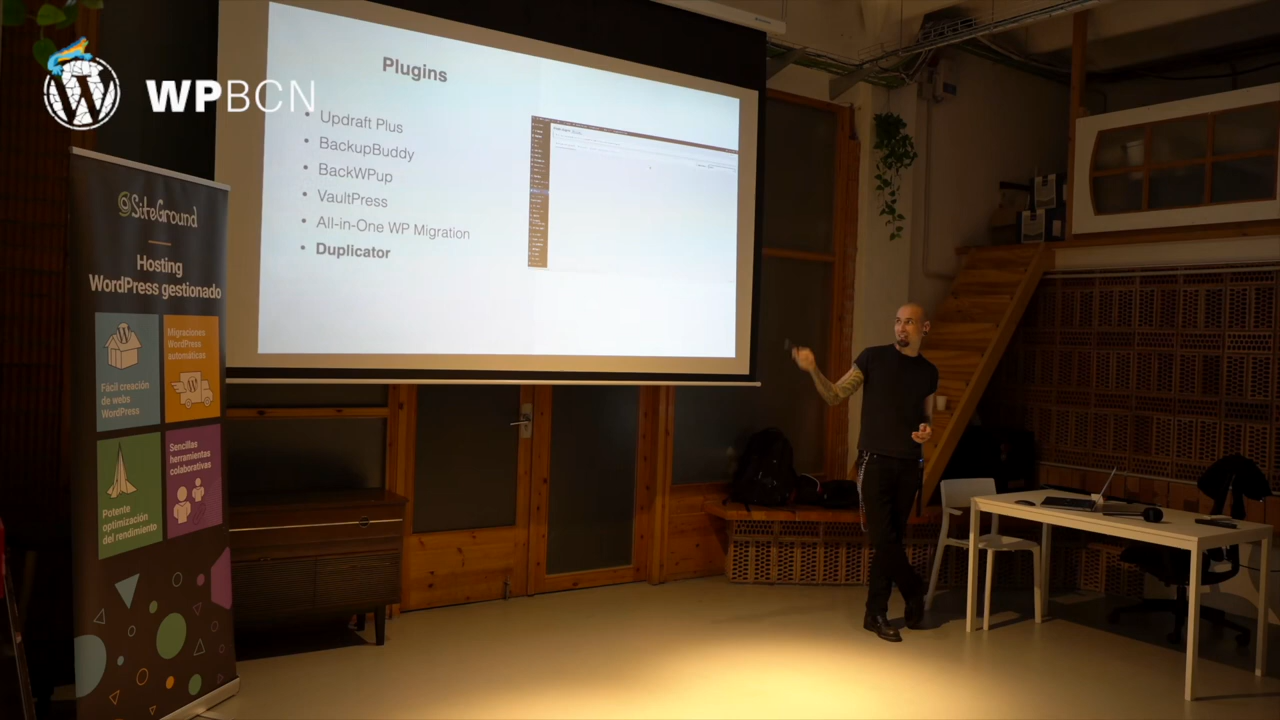 WPBCN
Plugins
• Updraft Plus
• BackupBuddy
• BackWPup
• VaultPress
• All-in-One WP Migration
• Duplicator
SiteGround
Hosting
WordPress gestionado
Fácil creación
de webs
WordPress
Migraciones
WordPress
automáticas
Potente
optimización
del rendimiento
Sencillas
herramientas
colaborativas